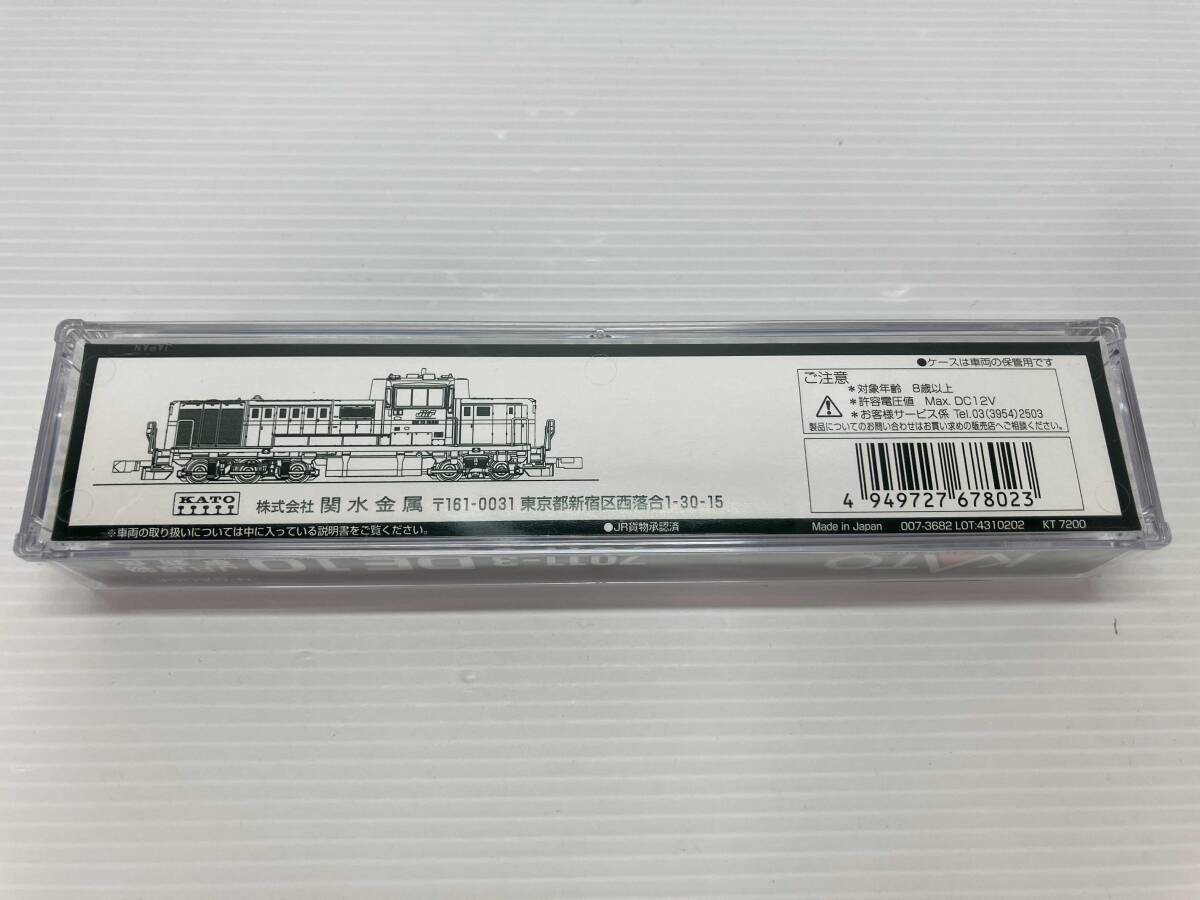 ●ケースは車両の保管用です
ご注意
*対象年齢 8歳以上
*許容電圧値 Max. DC12V
*お客様サービス係 Tel.03(3954)2503
製品についてのお問い合わせはお買い求めの販売店へご相談ください。
KATO
株式会社 関水金属 〒161-0031 東京都新宿区西落合1-30-15
4 949727 678023
※車両の取り扱いについては中に入っている説明書をご覧ください。
●JR貨物承認済
Made in Japan 007-3682 LOT:4310202 KT 7200
KATO
7011-3 DE10